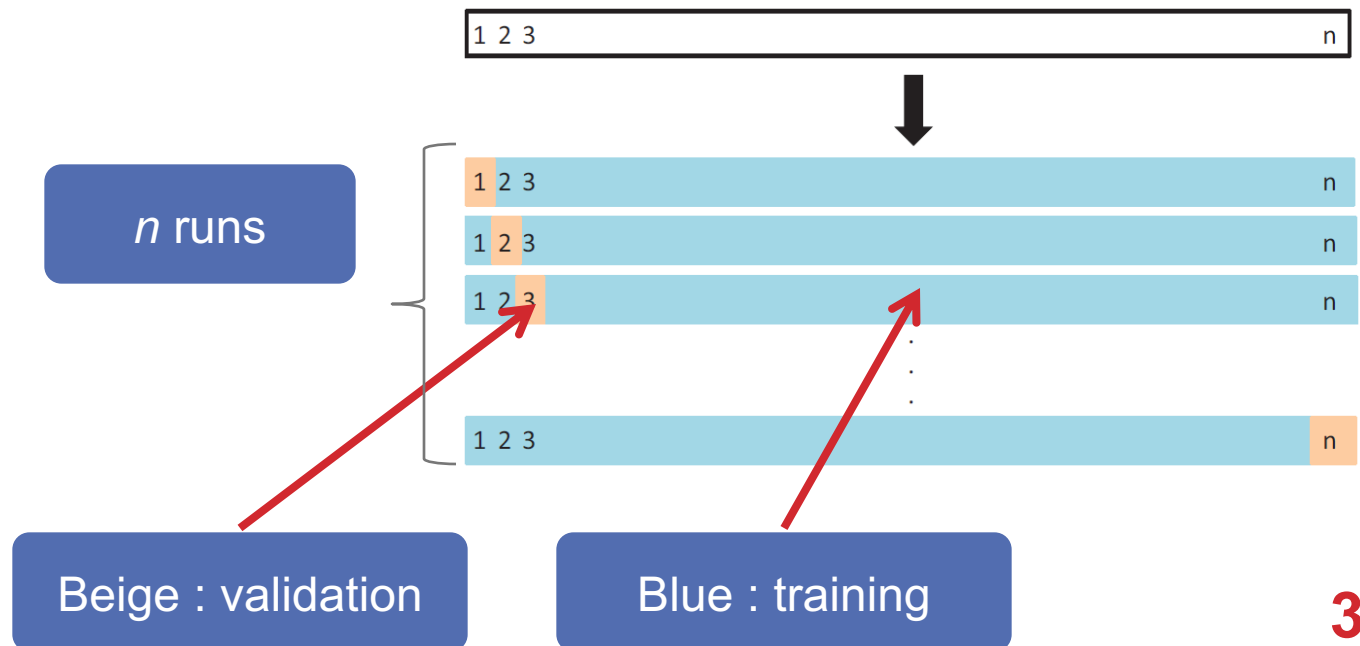 1 2 3 n
1 2 3 n
n runs
1 2 3 n
1 2 3 n
.
.
.
1 2 3 n
Beige : validation
Blue : training
3